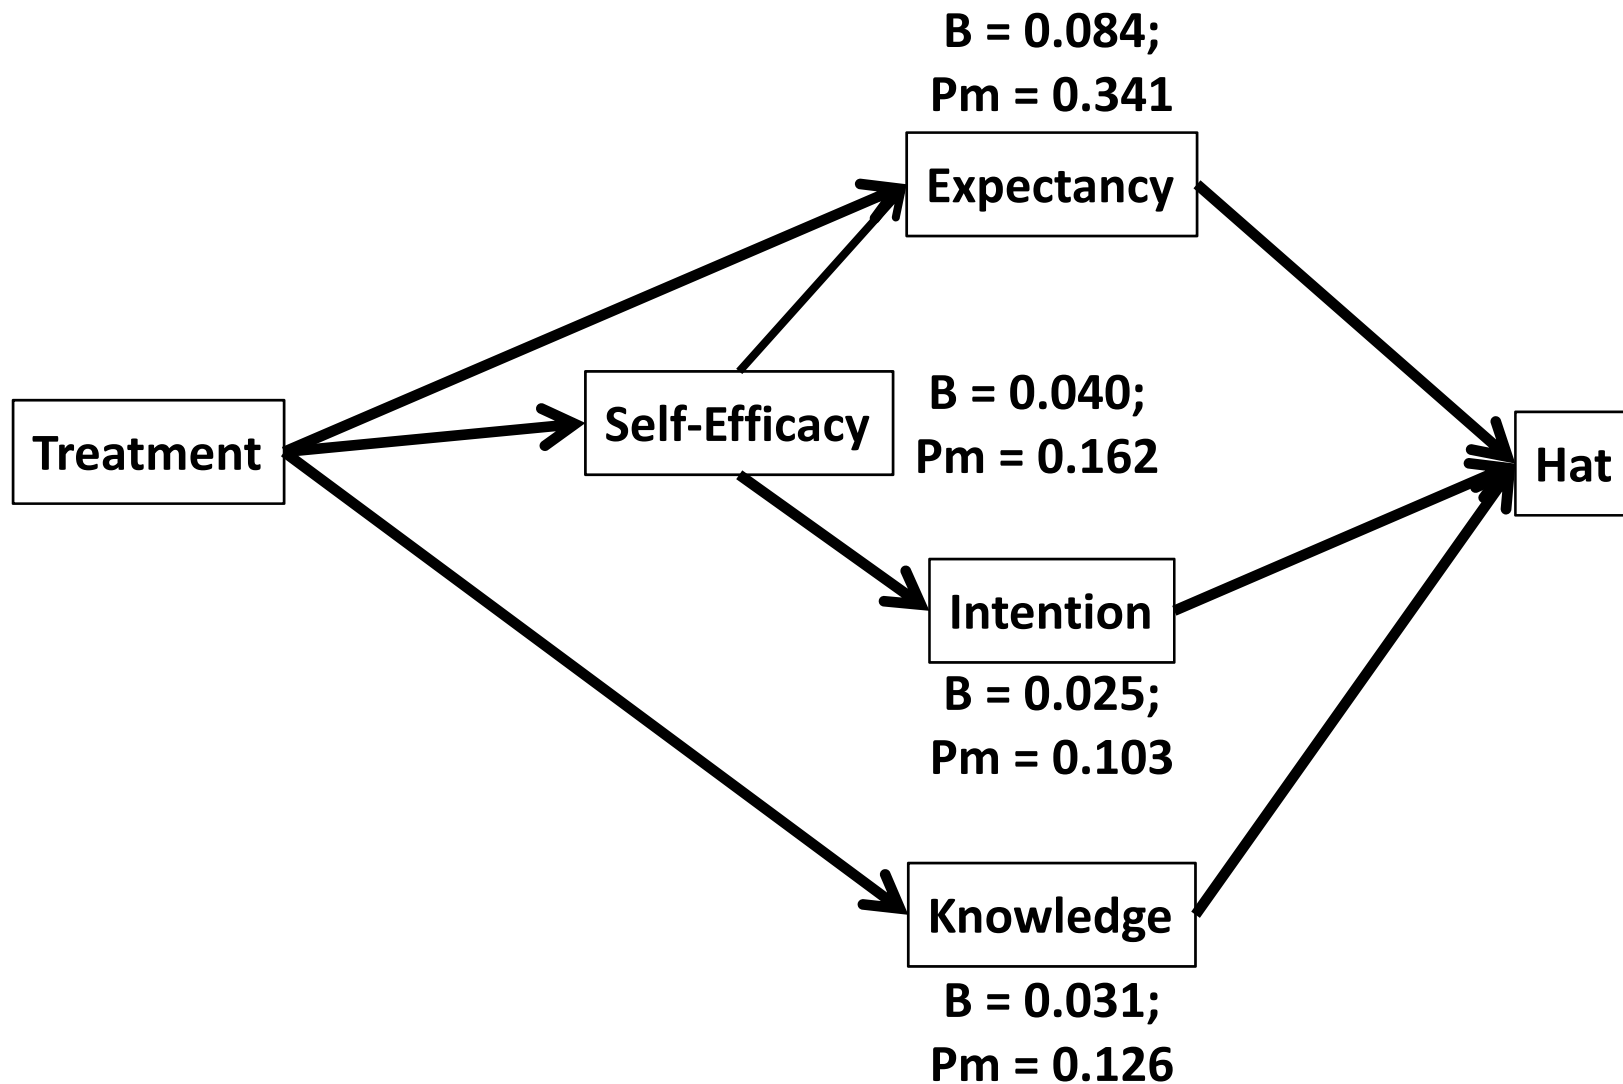 B = 0.084;
Pm = 0.341
Expectancy
Treatment
Self-Efficacy
B = 0.040;
Pm = 0.162
Hat
Intention
B = 0.025;
Pm = 0.103
Knowledge
B = 0.031;
Pm = 0.126